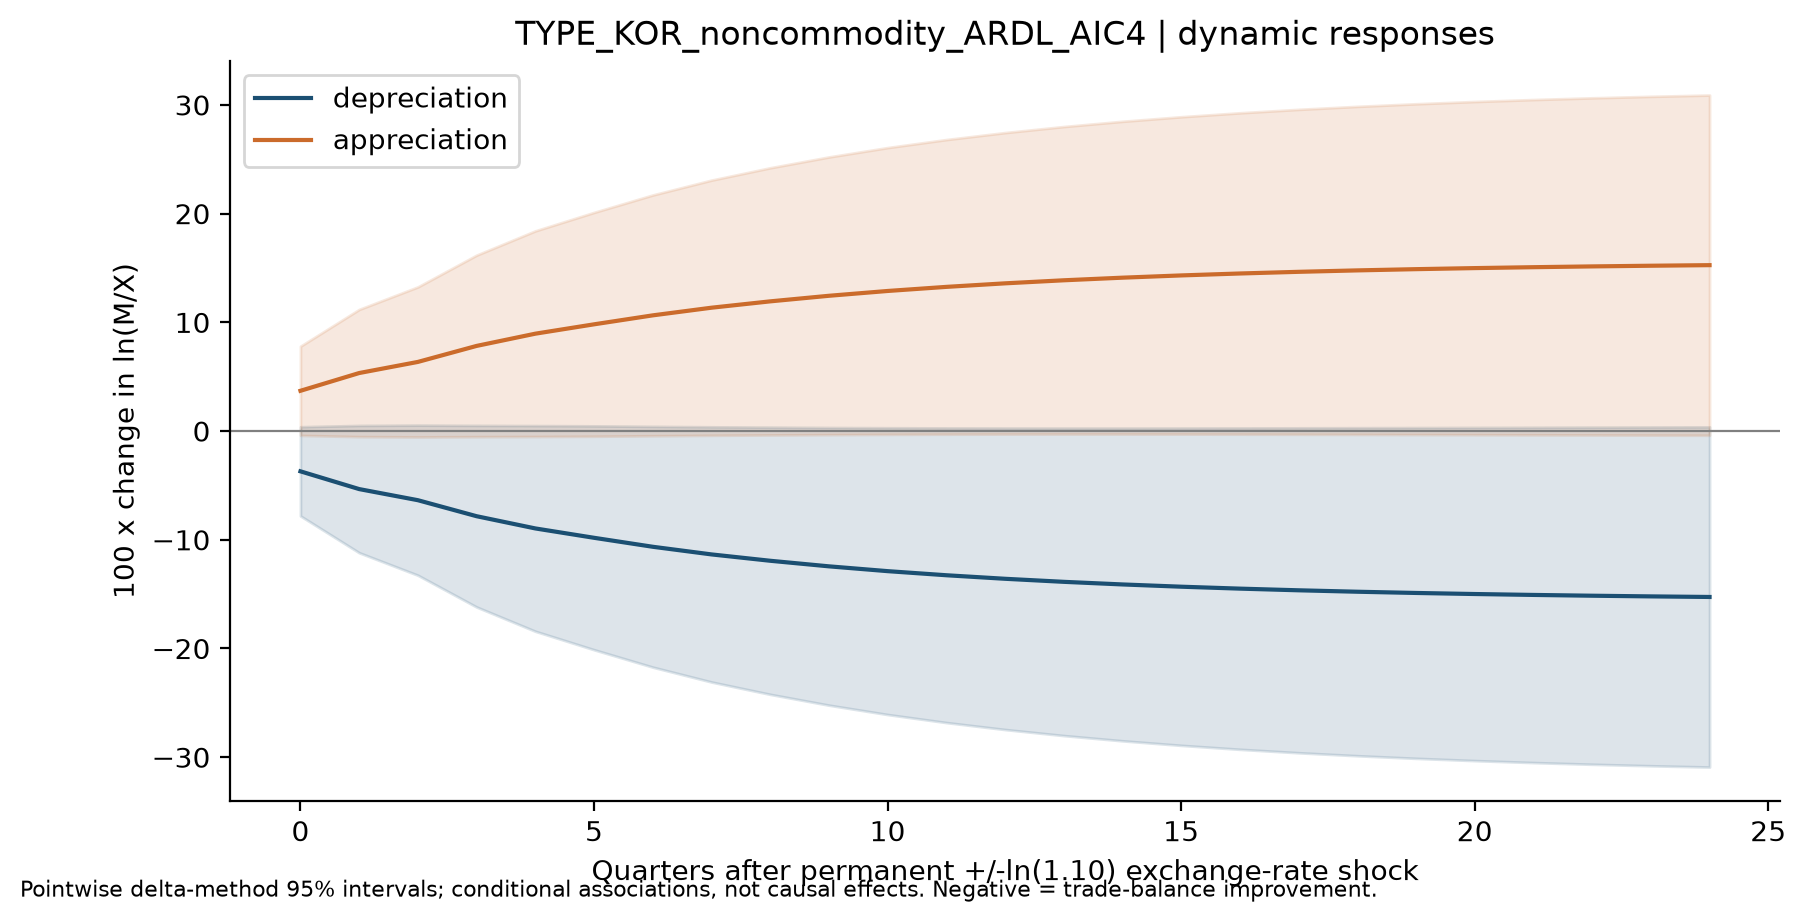 TYPE_KOR_noncommodity_ARDL_AIC4 | dynamic responses
depreciation
appreciation
100 x change in ln(M/X)
30
20
10
0
−10
−20
−30
0
5
10
15
20
25
Quarters after permanent +/-ln(1.10) exchange-rate shock
Pointwise delta-method 95% intervals; conditional associations, not causal effects. Negative = trade-balance improvement.